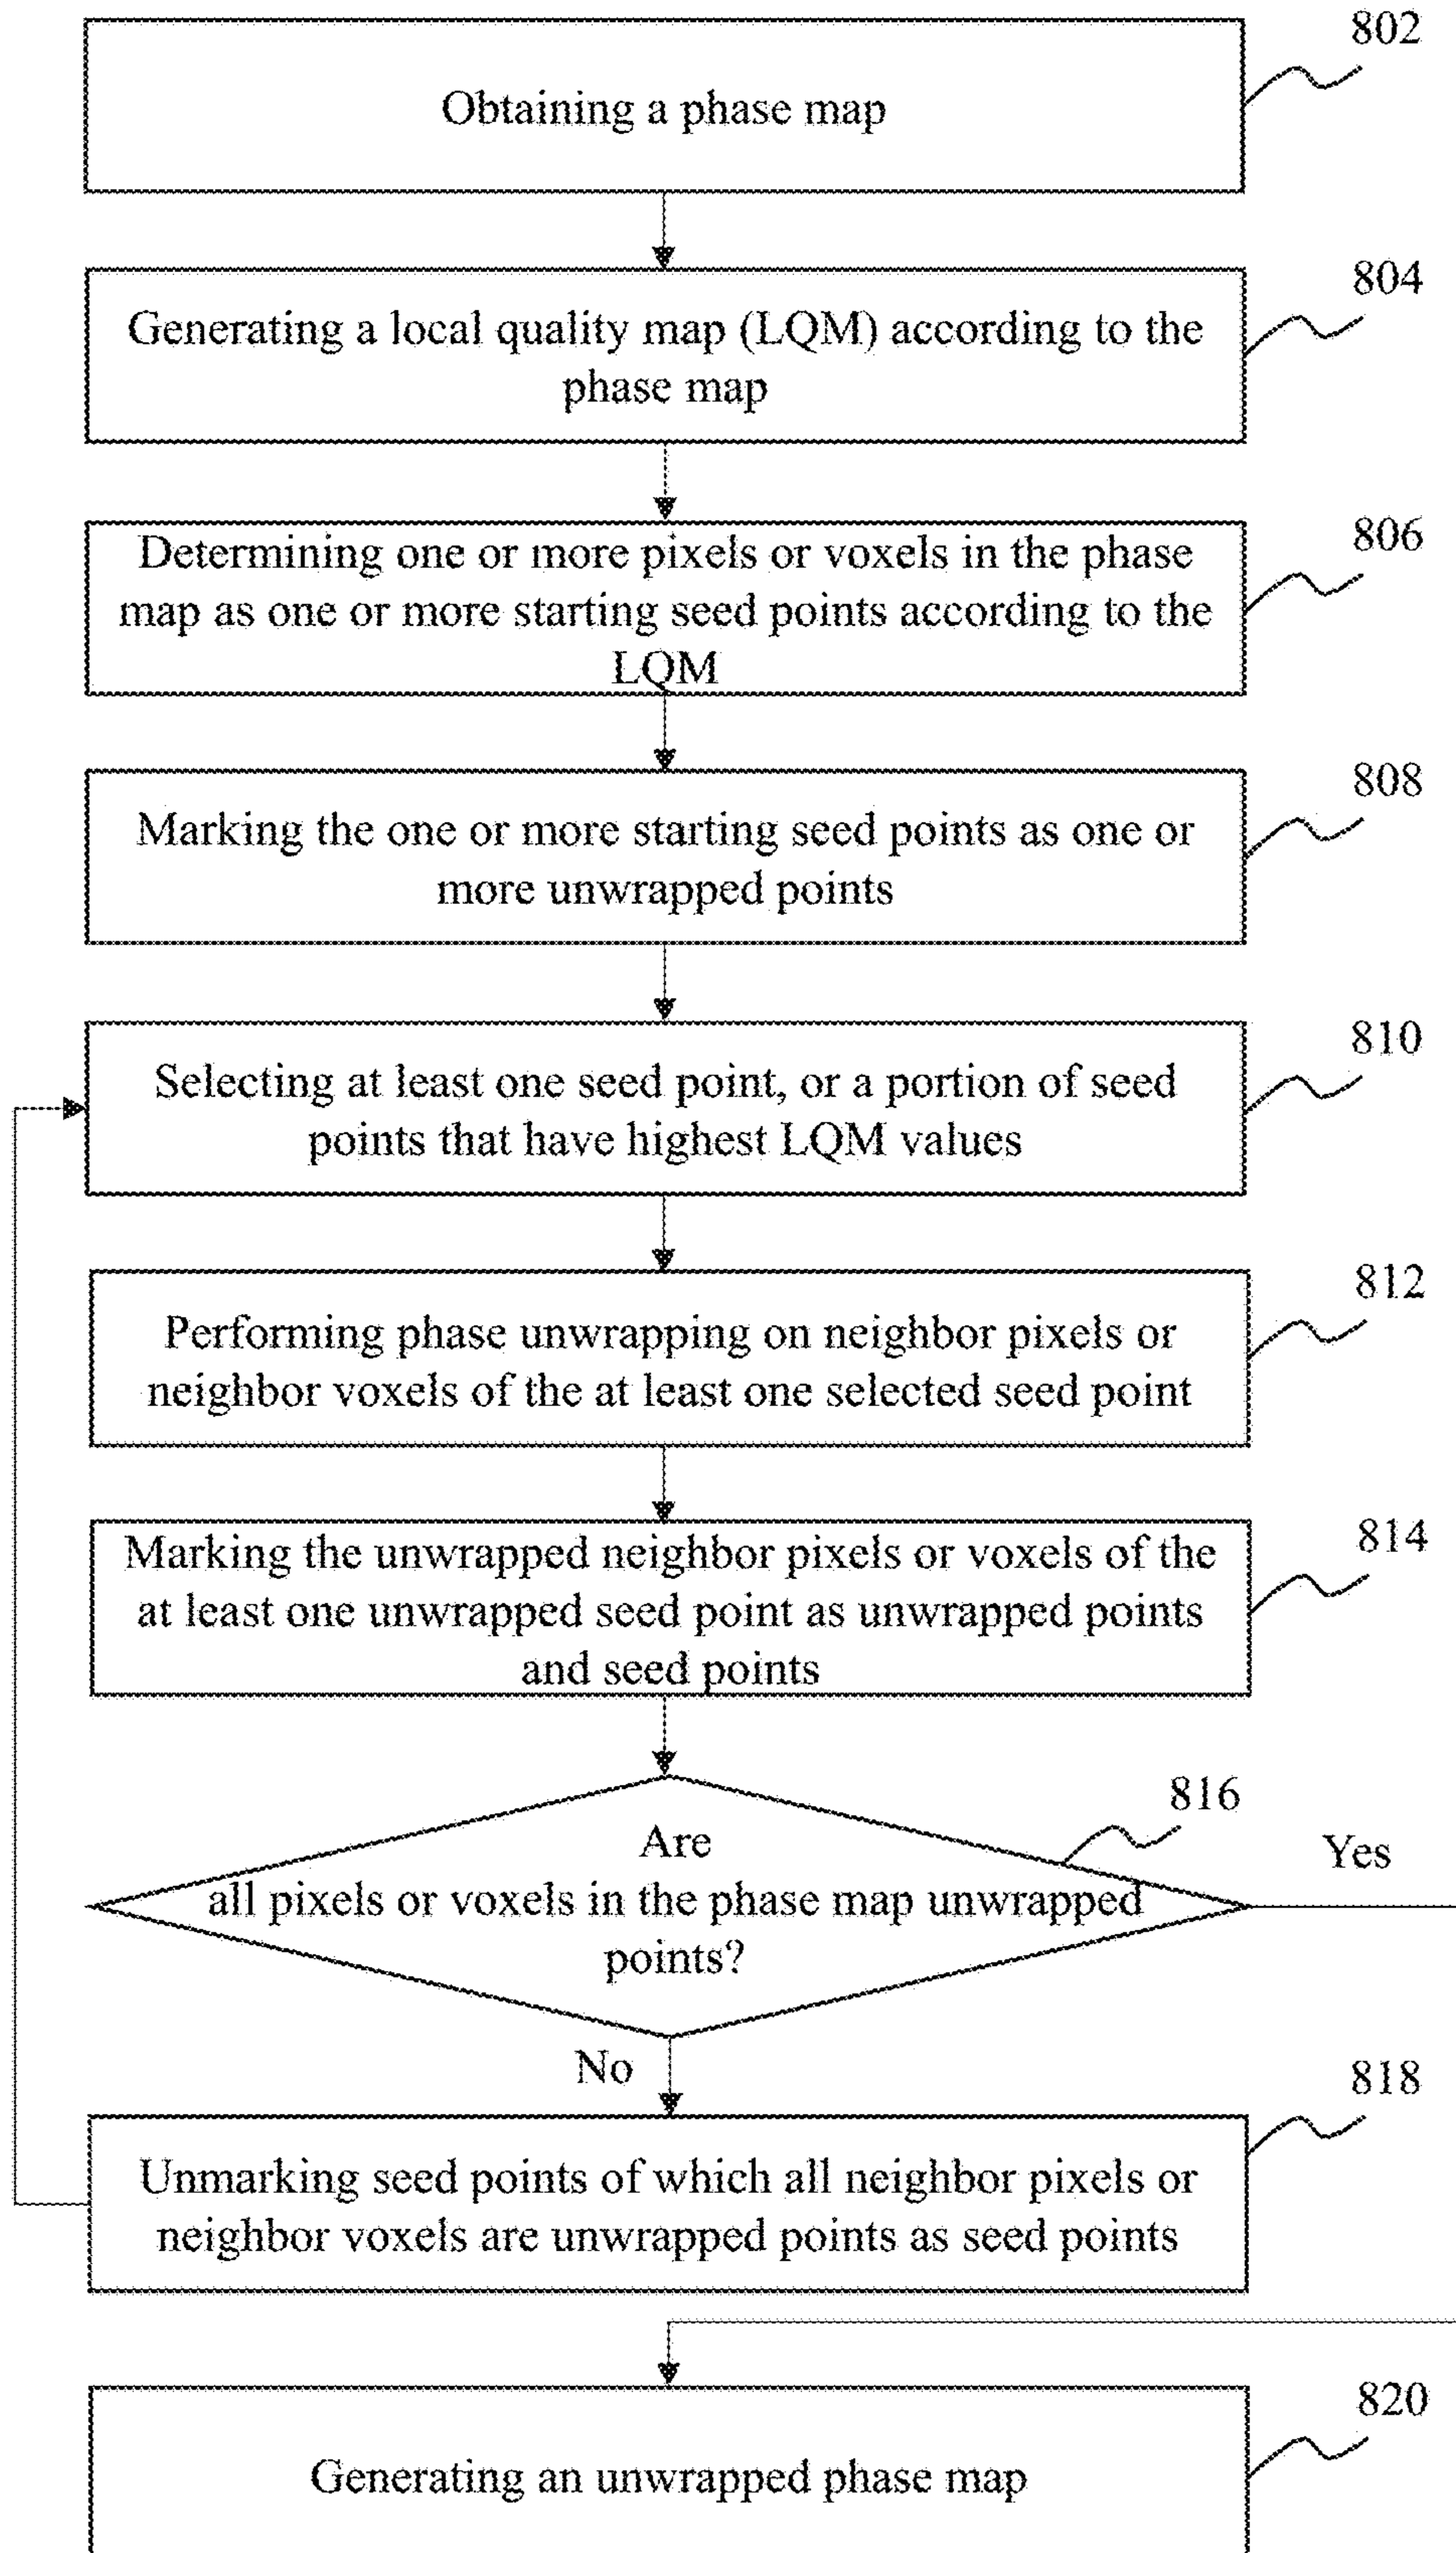 802
Obtaining a phase map
804
Generating a local quality map (LQM) according to the
phase map
806
Determining one or more pixels or voxels in the phase
map as one or more starting seed points according to the
LQM
808
Marking the one or more starting seed points as one or
more unwrapped points
810
Selecting at least one seed point, or a portion of seed
points that have highest LQM values
812
Performing phase unwrapping on neighbor pixels or
neighbor voxels of the at least one selected seed point
814
Marking the unwrapped neighbor pixels or voxels of the
at least one unwrapped seed point as unwrapped points
and seed points
816
Are
all pixels or voxels in the phase map unwrapped
points?
Yes
No
818
Unmarking seed points of which all neighbor pixels or
neighbor voxels are unwrapped points as seed points
820
Generating an unwrapped phase map